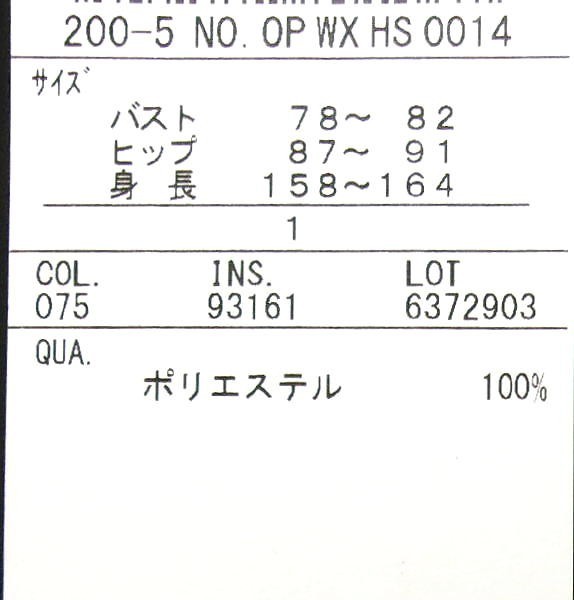 200-5 NO. OP WX HS 0014
サイズ
バスト 78～ 82
ヒップ 87～ 91
身 長 158～164
1
COL. INS. LOT
075 93161 6372903
QUA.
ポリエステル 100%